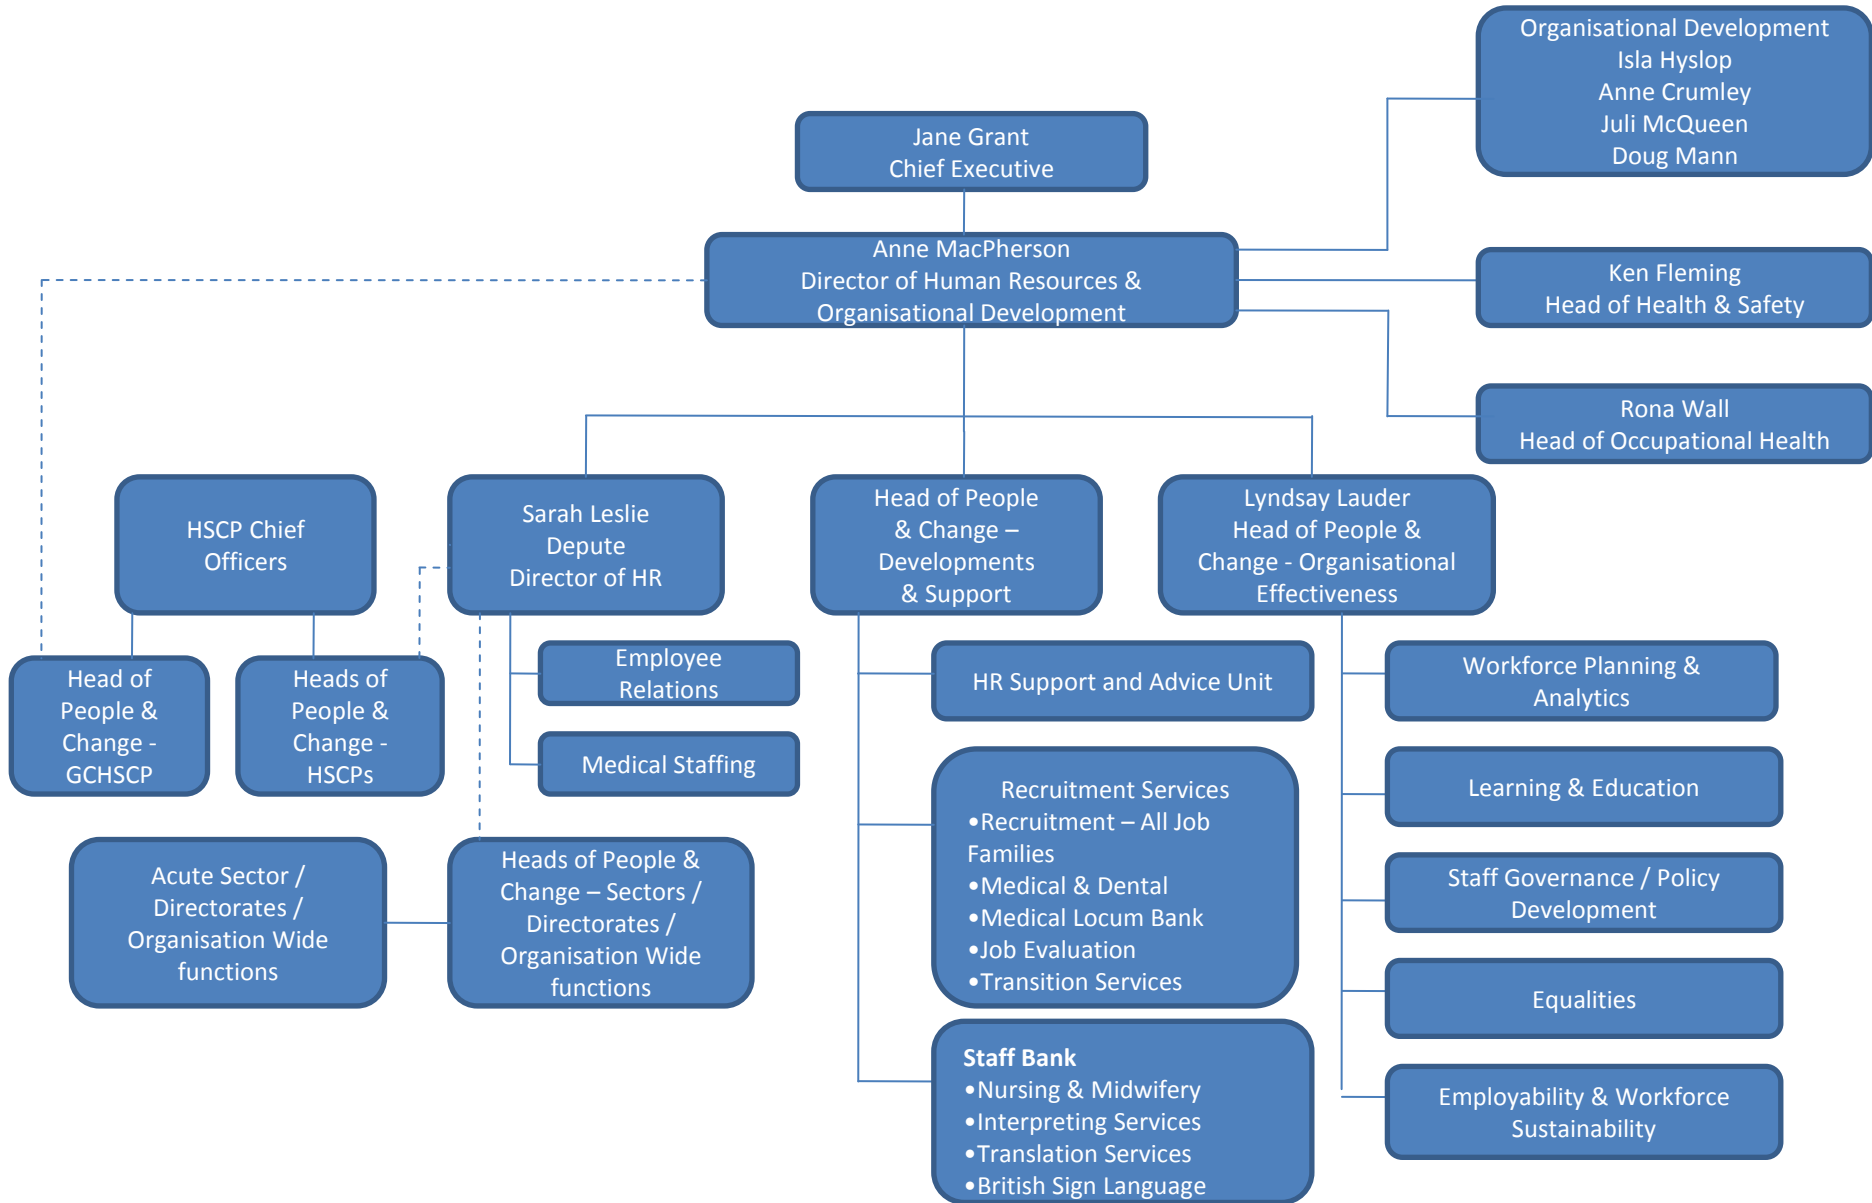 Organisational Development
Isla Hyslop
Anne Crumley
Juli McQueen
Doug Mann
Jane Grant
Chief Executive
Anne MacPherson
Director of Human Resources &
Organisational Development
Ken Fleming
Head of Health & Safety
Rona Wall
Head of Occupational Health
HSCP Chief
Officers
Sarah Leslie
Depute
Director of HR
Head of People
& Change –
Developments
& Support
Lyndsay Lauder
Head of People &
Change - Organisational
Effectiveness
Head of
People &
Change -
GCHSCP
Heads of
People &
Change -
HSCPs
Employee
Relations
Medical Staffing
HR Support and Advice Unit
Workforce Planning &
Analytics
Recruitment Services
•Recruitment – All Job
Families
•Medical & Dental
•Medical Locum Bank
•Job Evaluation
•Transition Services
Learning & Education
Acute Sector /
Directorates /
Organisation Wide
functions
Heads of People &
Change – Sectors /
Directorates /
Organisation Wide
functions
Staff Governance / Policy
Development
Equalities
Staff Bank
•Nursing & Midwifery
•Interpreting Services
•Translation Services
•British Sign Language
Employability & Workforce
Sustainability